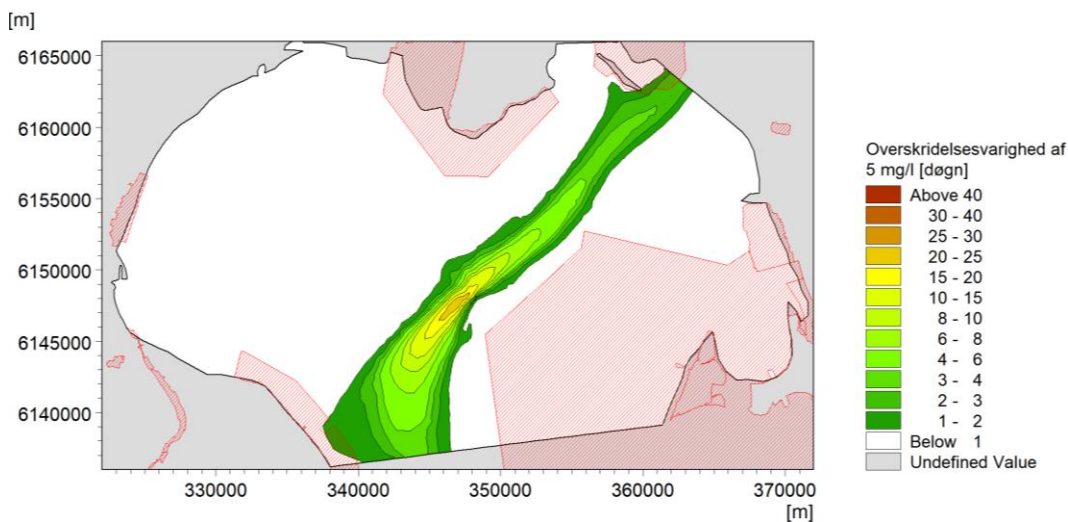 [m]
6165000
6160000
6155000
6150000
6145000
6140000
330000 340000 350000 360000 370000
[m]
Overskridelsesvarighed af
5 mg/l [døgn]
Above 40
30 - 40
25 - 30
20 - 25
15 - 20
10 - 15
8 - 10
6 - 8
4 - 6
3 - 4
2 - 3
1 - 2
Below 1
Undefined Value